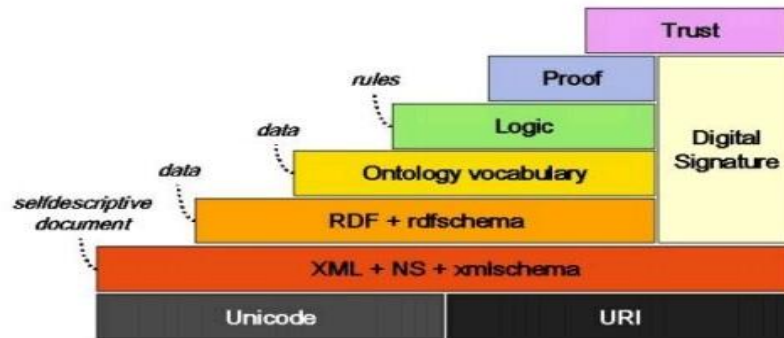 Trust
rules
Proof
data
Logic
Digital
Signature
data
Ontology vocabulary
selfdescriptive
document
RDF + rdfschema
XML + NS + xmlschema
Unicode
URI